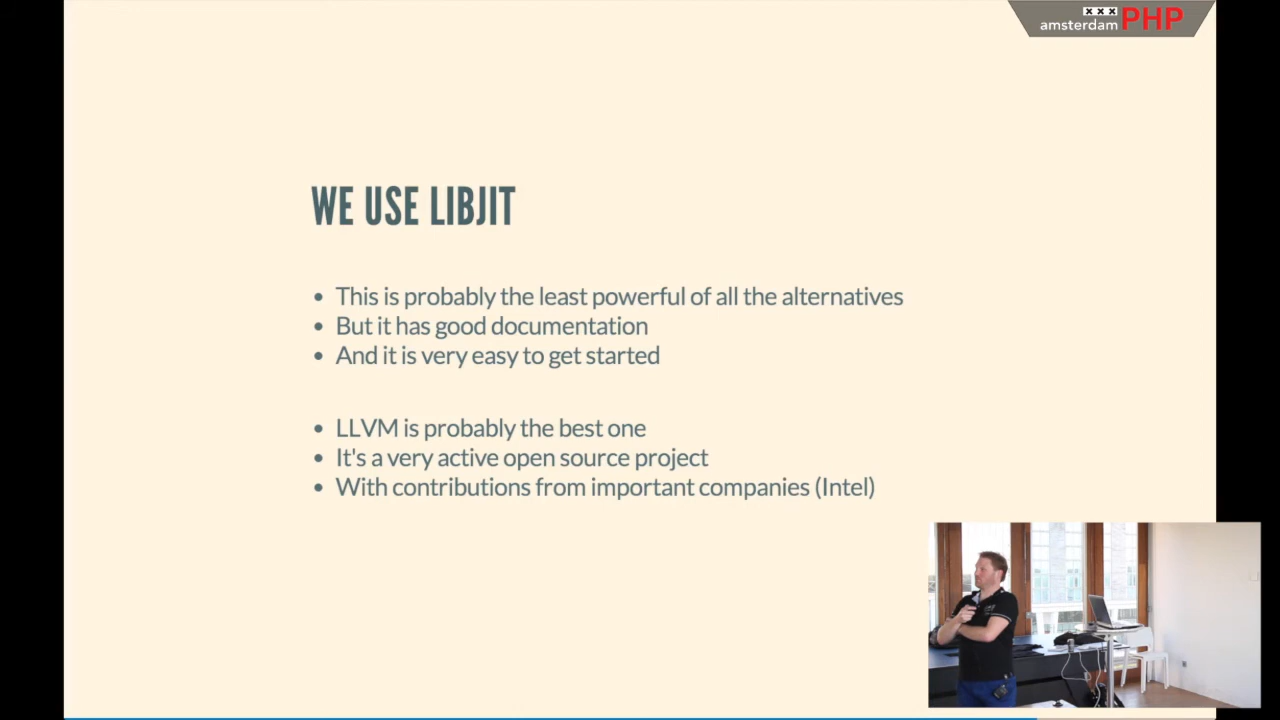 xxx
amsterdam PHP
WE USE LIBJIT
• This is probably the least powerful of all the alternatives
• But it has good documentation
• And it is very easy to get started
• LLVM is probably the best one
• It's a very active open source project
• With contributions from important companies (Intel)